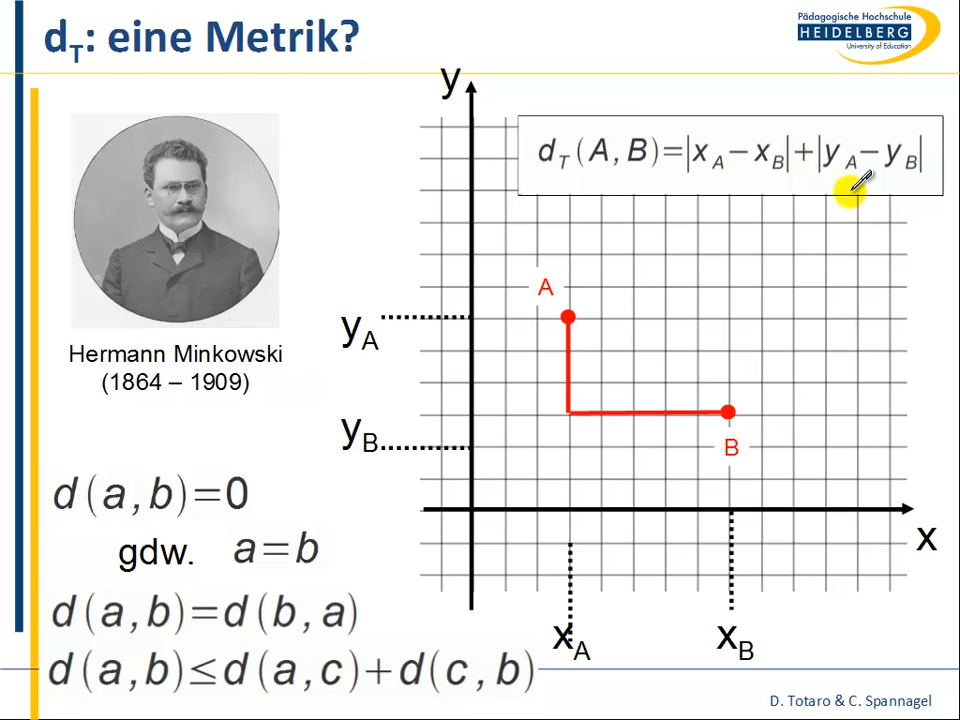 d_T: eine Metrik?
Pädagogische Hochschule
HEIDELBERG
University of Education
y
d_T(A,B)=|x_A−x_B|+|y_A−y_B|
A
y_A
Hermann Minkowski
(1864 – 1909)
y_B
B
d(a,b)=0
gdw. a=b
x
d(a,b)=d(b,a)
x_A
x_B
d(a,b)≤d(a,c)+d(c,b)
D. Totaro & C. Spannagel